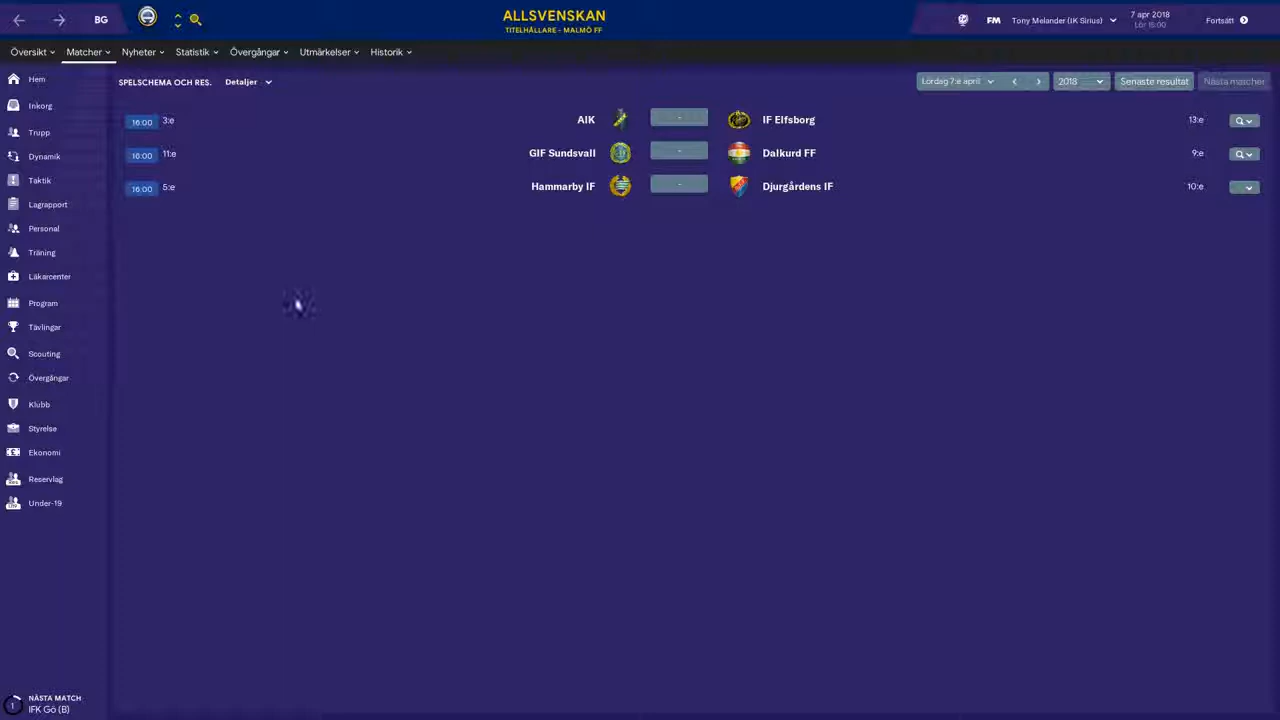 BG
ALLSVENSKAN
TITELHÅLLARE - MALMÖ FF
FM Tony Melander (IK Sirius)
7 apr 2018
Lör 15:00
Fortsätt
Översikt Matcher Nyheter Statistik Övergångar Utmärkelser Historik
SPELSCHEMA OCH RES. Detaljer Lördag 7:e april 2018 Senaste resultat Nästa matcher
16:00 3:e AIK - IF Elfsborg 13:e
16:00 11:e GIF Sundsvall - Dalkurd FF 9:e
16:00 5:e Hammarby IF - Djurgårdens IF 10:e
Hem
Inkorg
Trupp
Dynamik
Taktik
Lagrapport
Personal
Träning
Läkarcenter
Program
Tävlingar
Scouting
Övergångar
Klubb
Styrelse
Ekonomi
Reservlag
Under-19
1 NÄSTA MATCH
IFK Gö (B)